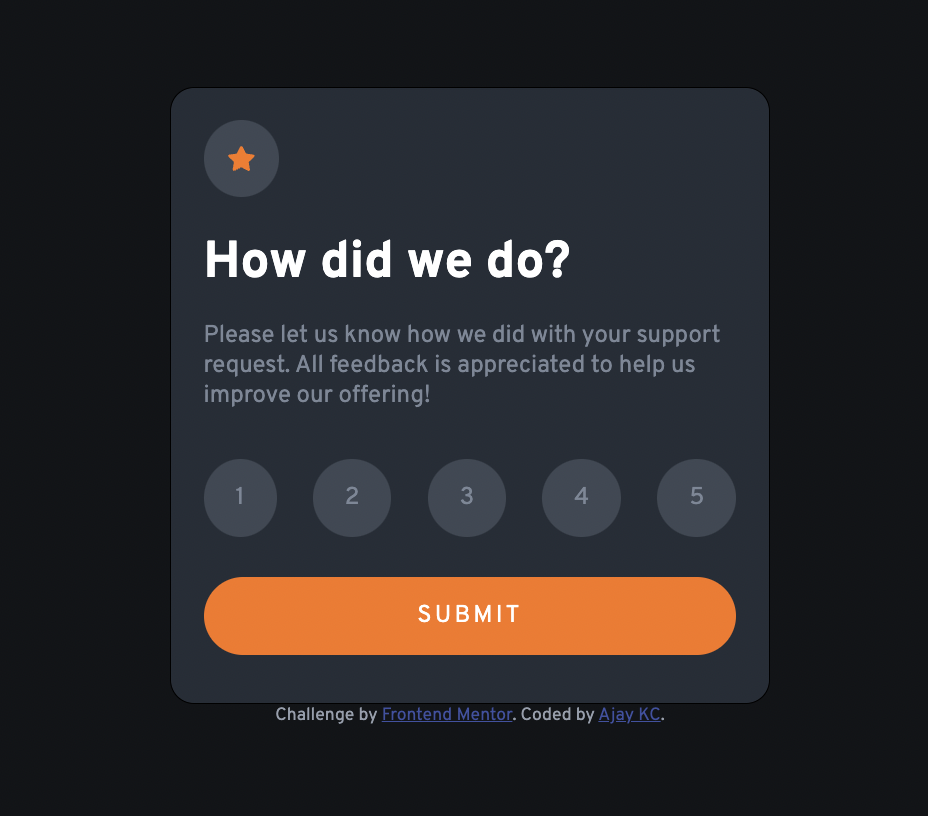 How did we do?
Please let us know how we did with your support
request. All feedback is appreciated to help us
improve our offering!
1 2 3 4 5
SUBMIT
Challenge by Frontend Mentor. Coded by Ajay KC.